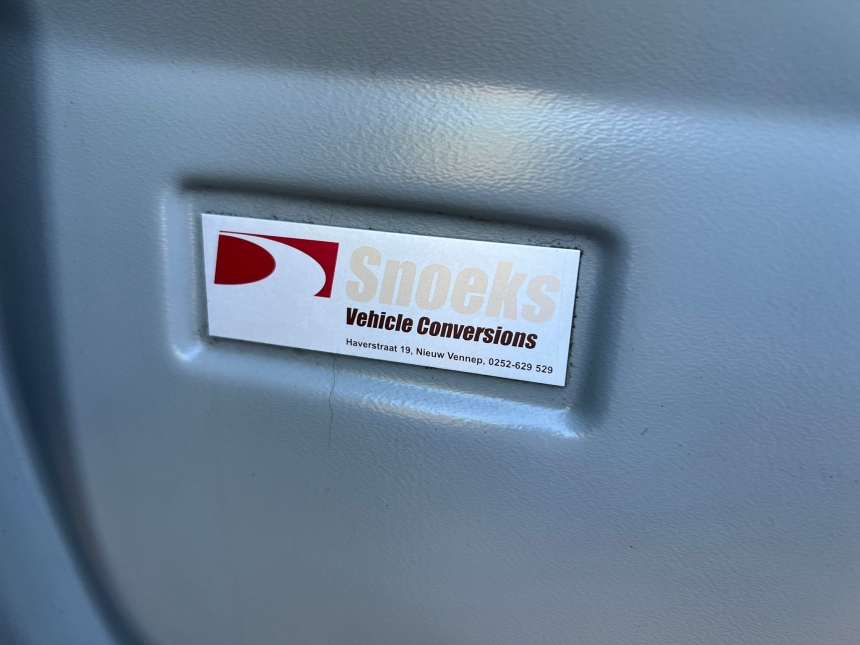 Snoeks
Vehicle Conversions
Haverstraat 19, Nieuw Vennep, 0252-629 529